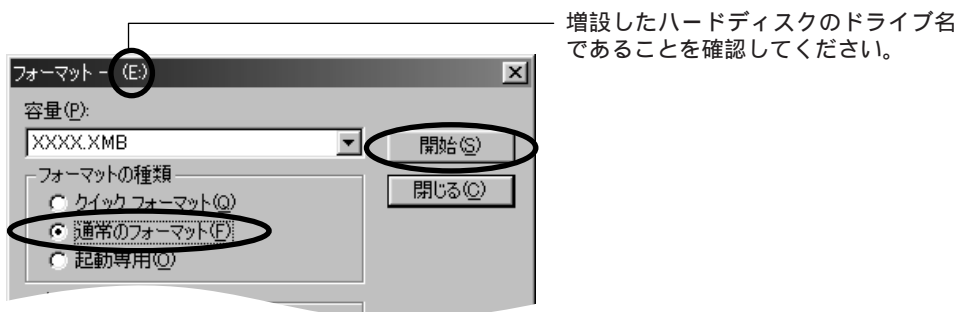 増設したハードディスクのドライブ名
であることを確認してください。
フォーマット - (E:)
容量(P):
XXXX.XMB
開始(S)
フォーマットの種類
閉じる(C)
クイック フォーマット(Q)
通常のフォーマット(F)
起動専用(O)